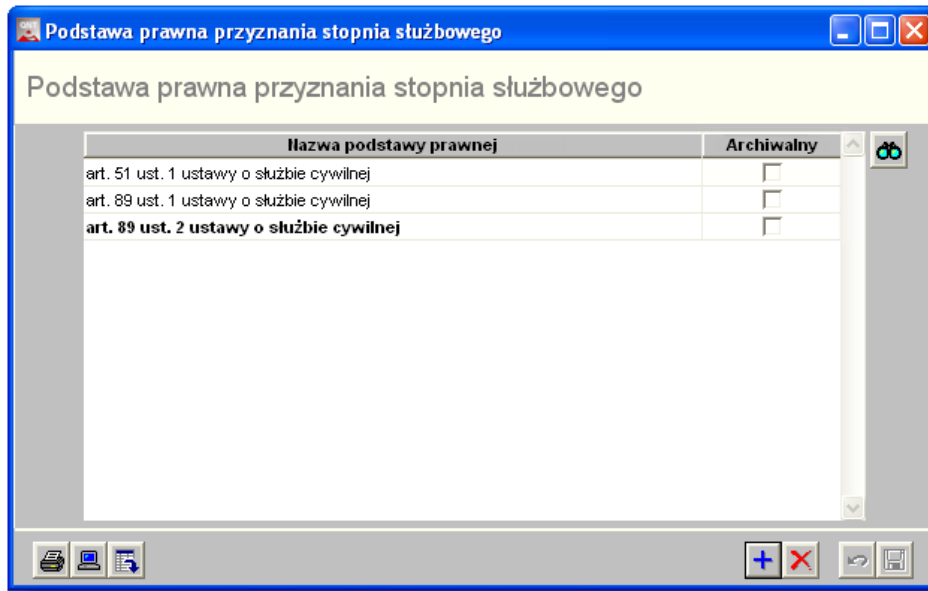 QNT Podstawa prawna przyznania stopnia służbowego
Podstawa prawna przyznania stopnia służbowego
Nazwa podstawy prawnej Archiwalny
art. 51 ust. 1 ustawy o służbie cywilnej
art. 89 ust. 1 ustawy o służbie cywilnej
art. 89 ust. 2 ustawy o służbie cywilnej